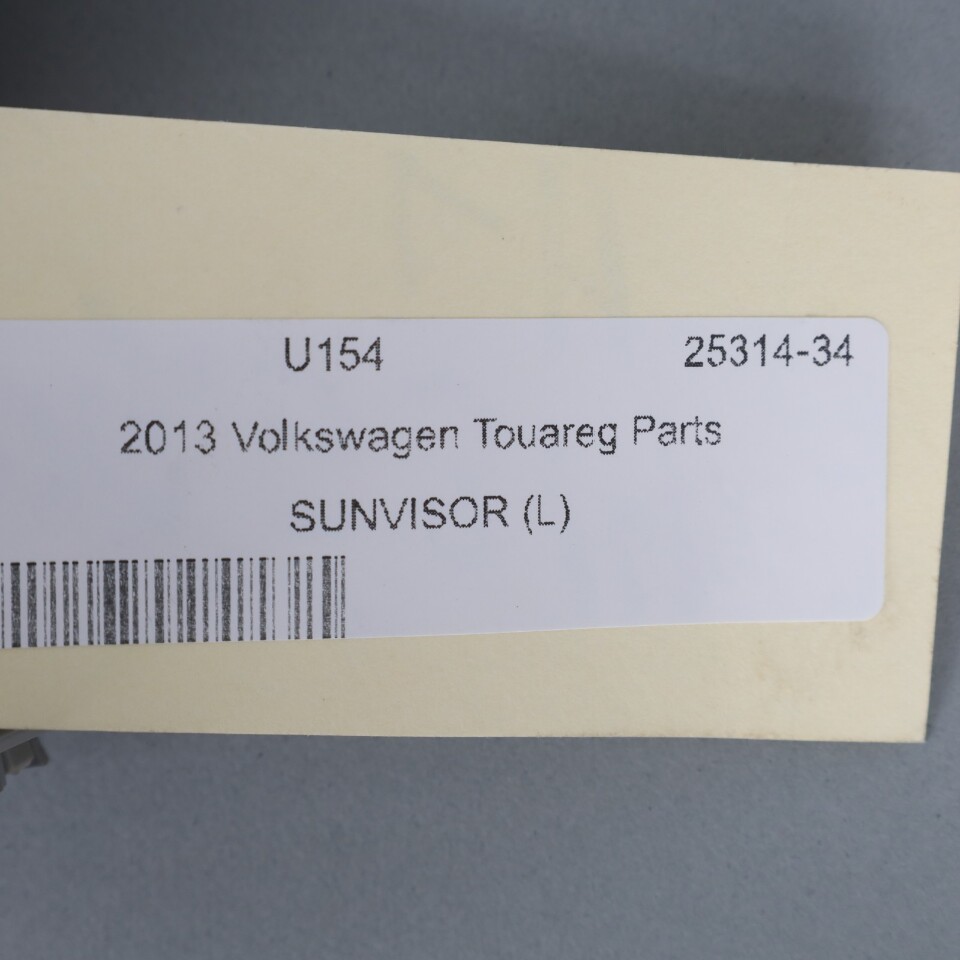 U154 25314-34
2013 Volkswagen Touareg Parts
SUNVISOR (L)